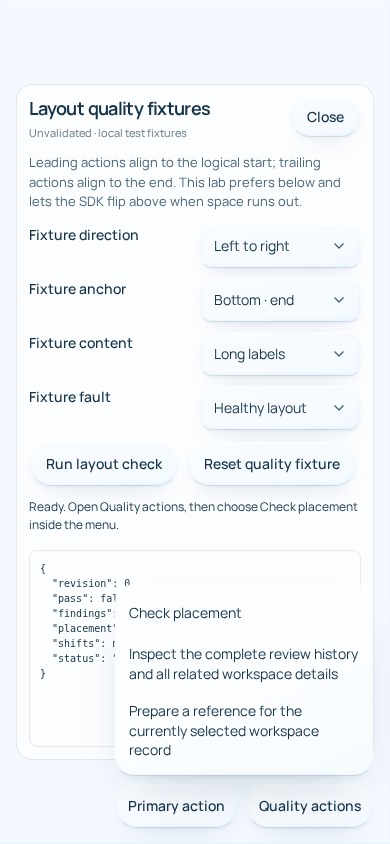 Layout quality fixtures
Unvalidated · local test fixtures
Close
Leading actions align to the logical start; trailing
actions align to the end. This lab prefers below and
lets the SDK flip above when space runs out.
Fixture direction
Left to right
Fixture anchor
Bottom · end
Fixture content
Long labels
Fixture fault
Healthy layout
Run layout check
Reset quality fixture
Ready. Open Quality actions, then choose Check placement
inside the menu.
{
"revision": 0
"pass":
"findings":
"placement"
"shifts":
"status": "
}
Check placement
Inspect the complete review history
and all related workspace details
Prepare a reference for the
currently selected workspace
record
Primary action
Quality actions